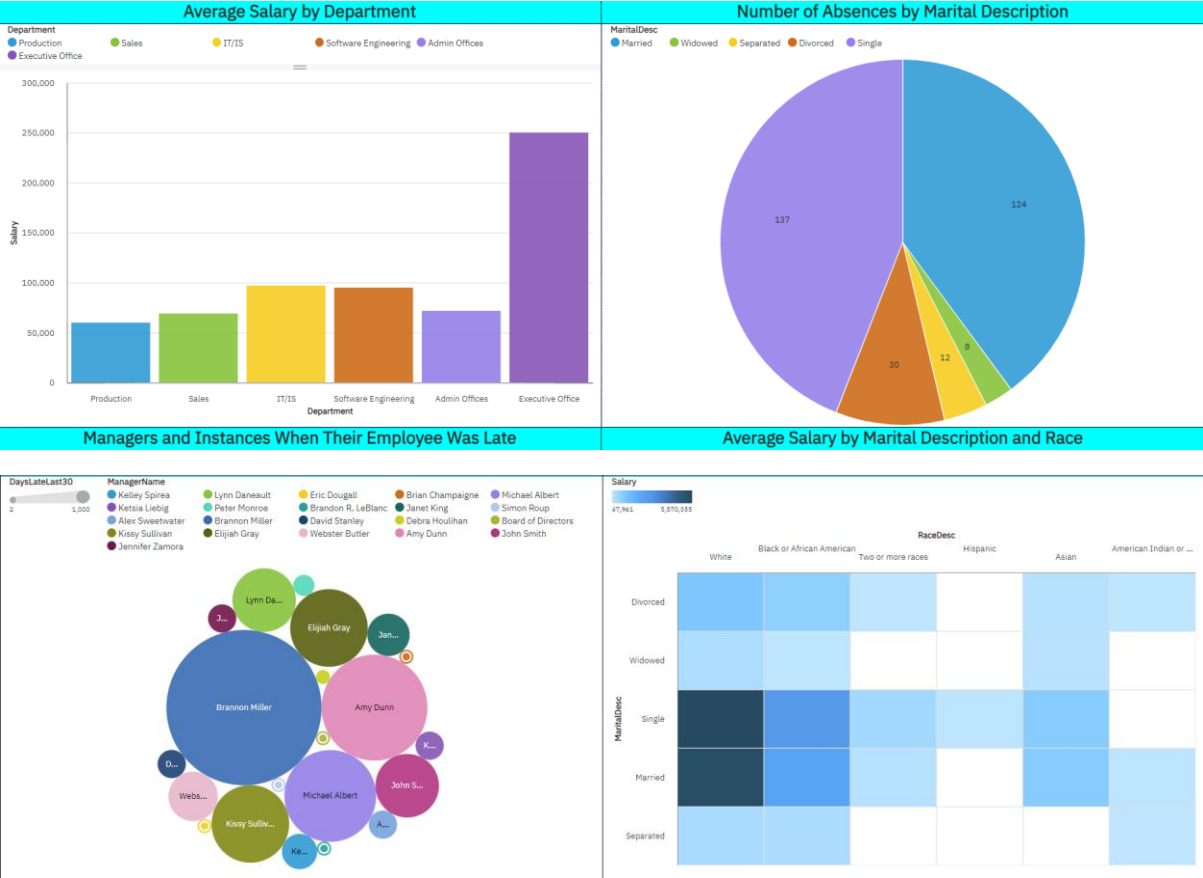 Average Salary by Department
Department
Production Sales IT/IS Software Engineering Admin Offices
Executive Office
300,000
250,000
200,000
150,000
100,000
50,000
0
Salary
Production Sales IT/IS Software Engineering Admin Offices Executive Office
Department
Number of Absences by Marital Description
MaritalDesc
Married Widowed Separated Divorced Single
137
124
30
12
8
Managers and Instances When Their Employee Was Late
DaysLateLast30
2 1,000
ManagerName
Kelley Spirea Lynn Daneault Eric Dougall Brian Champaigne Michael Albert
Ketsia Liebig Peter Monroe Brandon R. LeBlanc Janet King Simon Roup
Alex Sweetwater Brannon Miller David Stanley Debra Houlihan Board of Directors
Kissy Sullivan Elijiah Gray Webster Butler Amy Dunn John Smith
Jennifer Zamora
Lynn Da...
J...
Elijiah Gray
Jan...
Brannon Miller
Amy Dunn
K...
D...
Webs...
Michael Albert
John S...
Kissy Sulliv...
A...
Ke...
Average Salary by Marital Description and Race
Salary
47,961 5,570,355
RaceDesc
White Black or African American Two or more races Hispanic Asian American Indian or ...
MaritalDesc
Divorced
Widowed
Single
Married
Separated